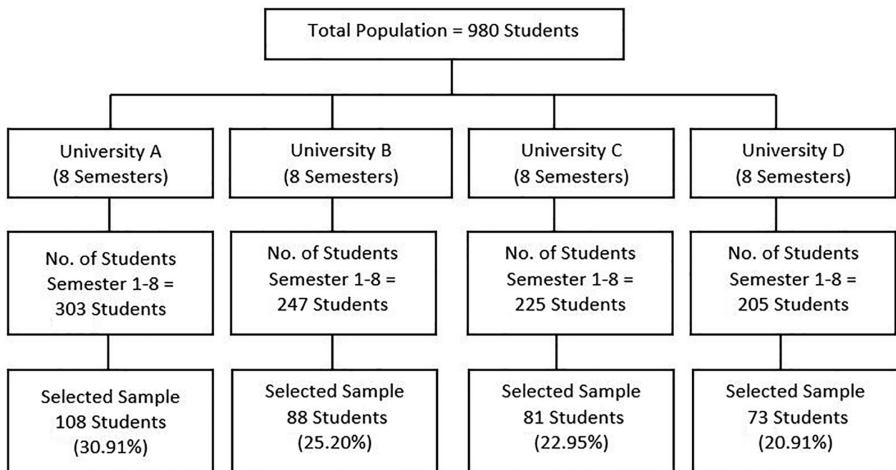 Total Population = 980 Students
University A
(8 Semesters)
University B
(8 Semesters)
University C
(8 Semesters)
University D
(8 Semesters)
No. of Students
Semester 1-8 =
303 Students
No. of Students
Semester 1-8 =
247 Students
No. of Students
Semester 1-8 =
225 Students
No. of Students
Semester 1-8 =
205 Students
Selected Sample
108 Students
(30.91%)
Selected Sample
88 Students
(25.20%)
Selected Sample
81 Students
(22.95%)
Selected Sample
73 Students
(20.91%)